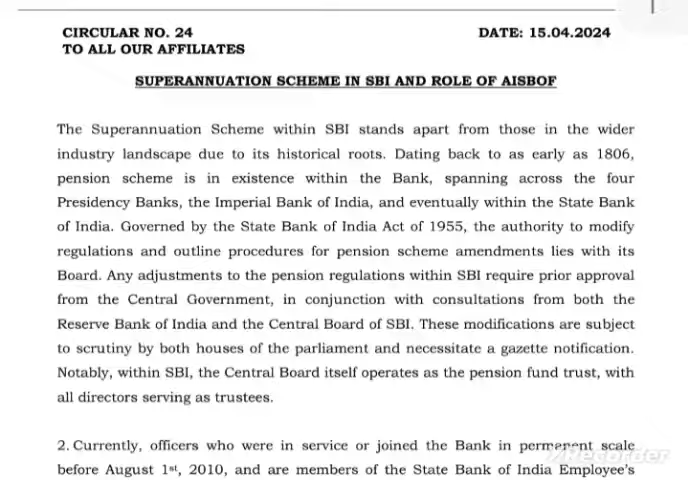 CIRCULAR NO. 24 DATE: 15.04.2024
TO ALL OUR AFFILIATES
SUPERANNUATION SCHEME IN SBI AND ROLE OF AISBOF
The Superannuation Scheme within SBI stands apart from those in the wider
industry landscape due to its historical roots. Dating back to as early as 1806,
pension scheme is in existence within the Bank, spanning across the four
Presidency Banks, the Imperial Bank of India, and eventually within the State Bank
of India. Governed by the State Bank of India Act of 1955, the authority to modify
regulations and outline procedures for pension scheme amendments lies with its
Board. Any adjustments to the pension regulations within SBI require prior approval
from the Central Government, in conjunction with consultations from both the
Reserve Bank of India and the Central Board of SBI. These modifications are subject
to scrutiny by both houses of the parliament and necessitate a gazette notification.
Notably, within SBI, the Central Board itself operates as the pension fund trust, with
all directors serving as trustees.
2. Currently, officers who were in service or joined the Bank in permanent scale
before August 1st, 2010, and are members of the State Bank of India Employee's
XRecorder